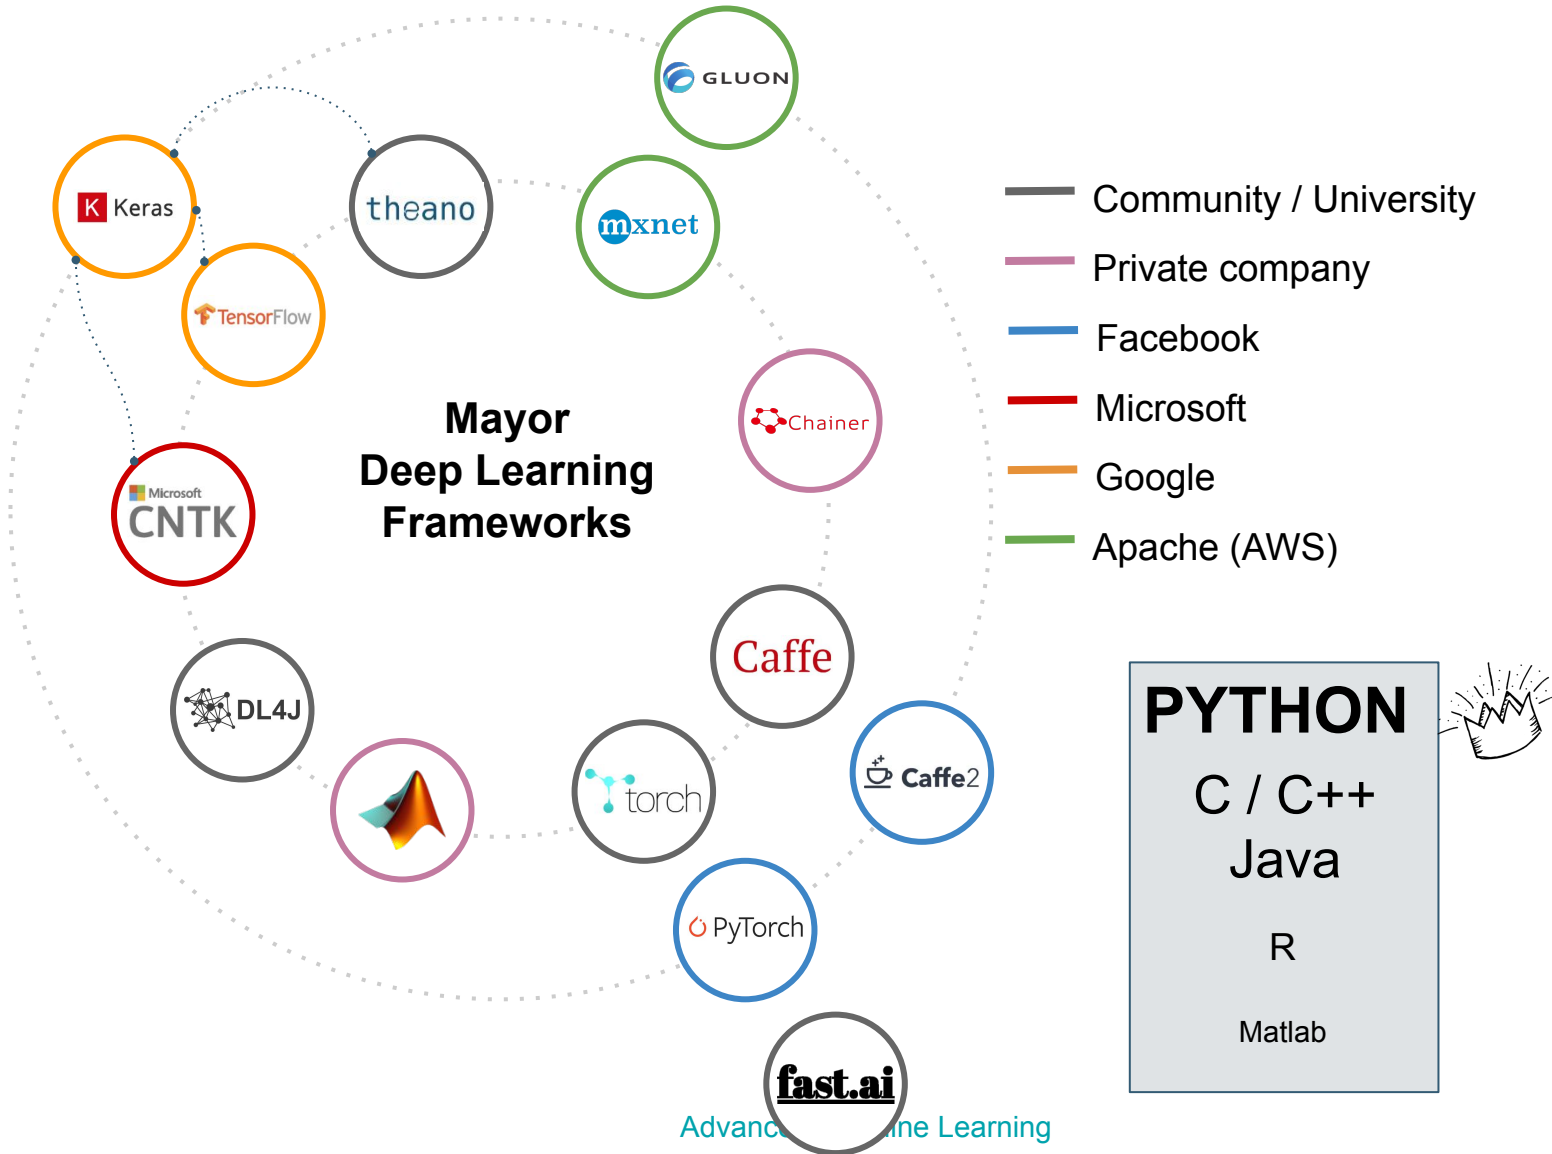 GLUON
K Keras
theano
mxnet
TensorFlow
Chainer
Mayor
Deep Learning
Frameworks
Microsoft
CNTK
Caffe
DL4J
torch
Caffe2
PyTorch
fast.ai
Community / University
Private company
Facebook
Microsoft
Google
Apache (AWS)
PYTHON
C / C++
Java
R
Matlab
Learning